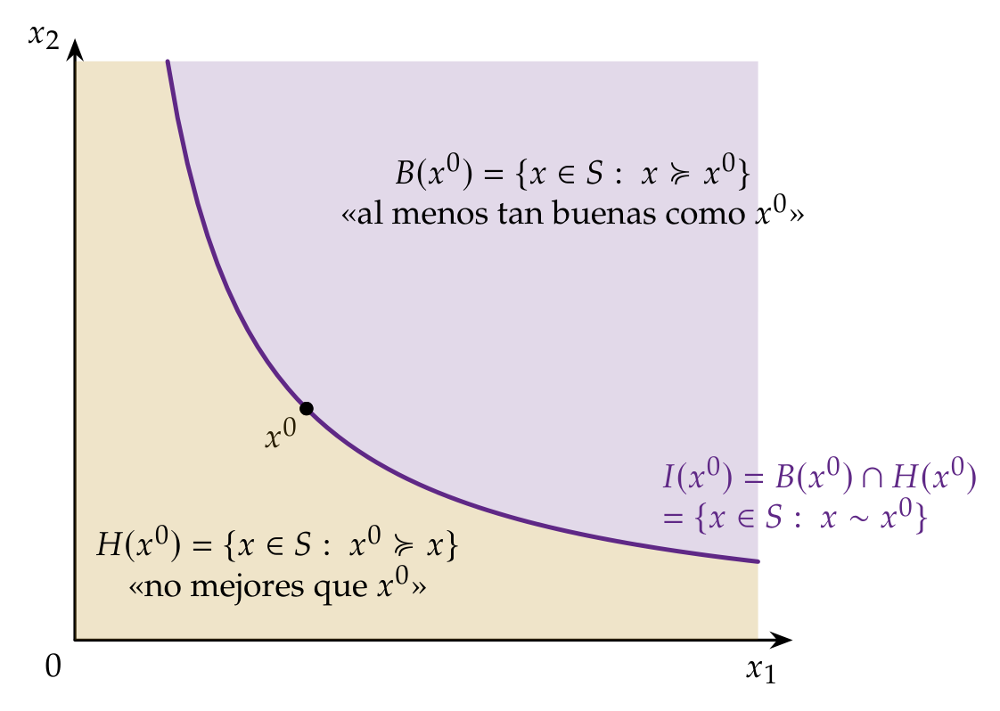 x₂
B(x⁰) = {x ∈ S : x ≽ x⁰}
«al menos tan buenas como x⁰»
x⁰
I(x⁰) = B(x⁰) ∩ H(x⁰)
= {x ∈ S : x ∼ x⁰}
H(x⁰) = {x ∈ S : x⁰ ≽ x}
«no mejores que x⁰»
0
x₁